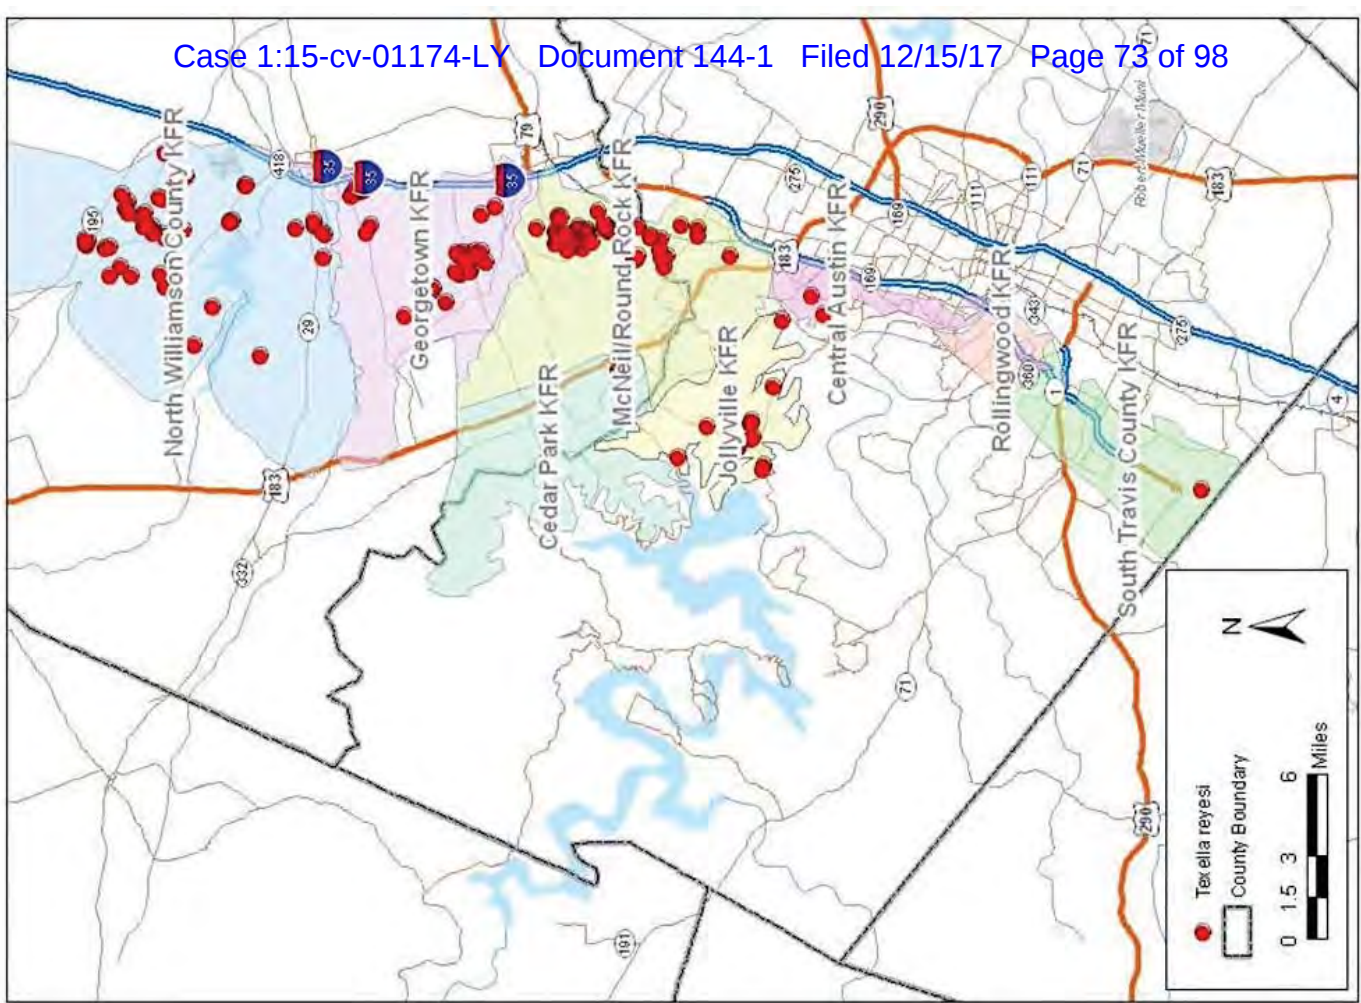 Case 1:15-cv-01174-LY Document 144-1 Filed 12/15/17 Page 73 of 98
North Williamson County KFR
Georgetown KFR
Cedar Park KFR
McNeil/Round Rock KFR
Jollyville KFR
Central Austin KFR
Rollingwood KFR
South Travis County KFR
Robert Mueller Muni
195
418
35
35
35
79
29
183
332
290
275
169
111
111
71
71
183
183
169
343
360
1
275
4
71
290
191
N
Texella reyesi
County Boundary
0 1.5 3 6
Miles